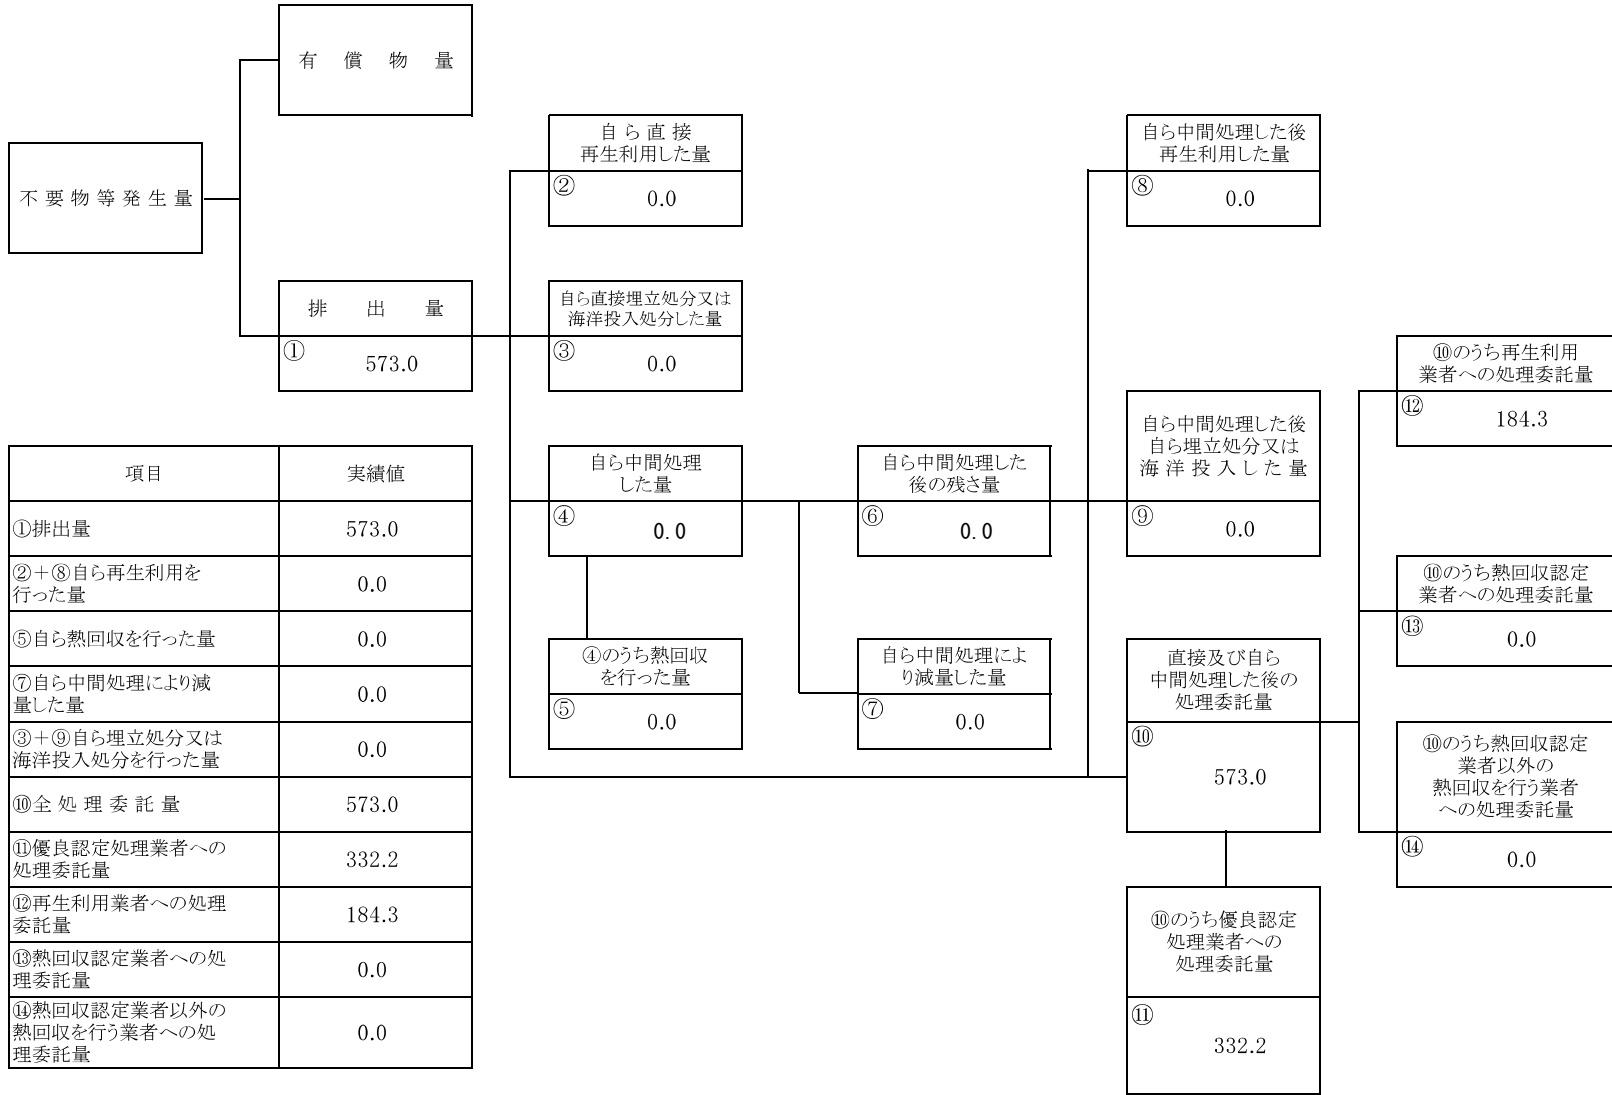 有償物量
不要物等発生量
排出量
①
573.0
自ら直接
再生利用した量
②
0.0
自ら直接埋立処分又は
海洋投入処分した量
③
0.0
自ら中間処理
した量
④
0.0
④のうち熱回収
を行った量
⑤
0.0
自ら中間処理した
後の残さ量
⑥
0.0
自ら中間処理によ
り減量した量
⑦
0.0
自ら中間処理した後
再生利用した量
⑧
0.0
自ら中間処理した後
自ら埋立処分又は
海洋投入した量
⑨
0.0
直接及び自ら
中間処理した後の
処理委託量
⑩
573.0
⑩のうち優良認定
処理業者への
処理委託量
⑪
332.2
⑩のうち再生利用
業者への処理委託量
⑫
184.3
⑩のうち熱回収認定
業者への処理委託量
⑬
0.0
⑩のうち熱回収認定
業者以外の
熱回収を行う業者
への処理委託量
⑭
0.0
項目 実績値
①排出量 573.0
②＋⑧自ら再生利用を
行った量 0.0
⑤自ら熱回収を行った量 0.0
⑦自ら中間処理により減
量した量 0.0
③＋⑨自ら埋立処分又は
海洋投入処分を行った量 0.0
⑩全処理委託量 573.0
⑪優良認定処理業者への
処理委託量 332.2
⑫再生利用業者への処理
委託量 184.3
⑬熱回収認定業者への処
理委託量 0.0
⑭熱回収認定業者以外の
熱回収を行う業者への処
理委託量 0.0